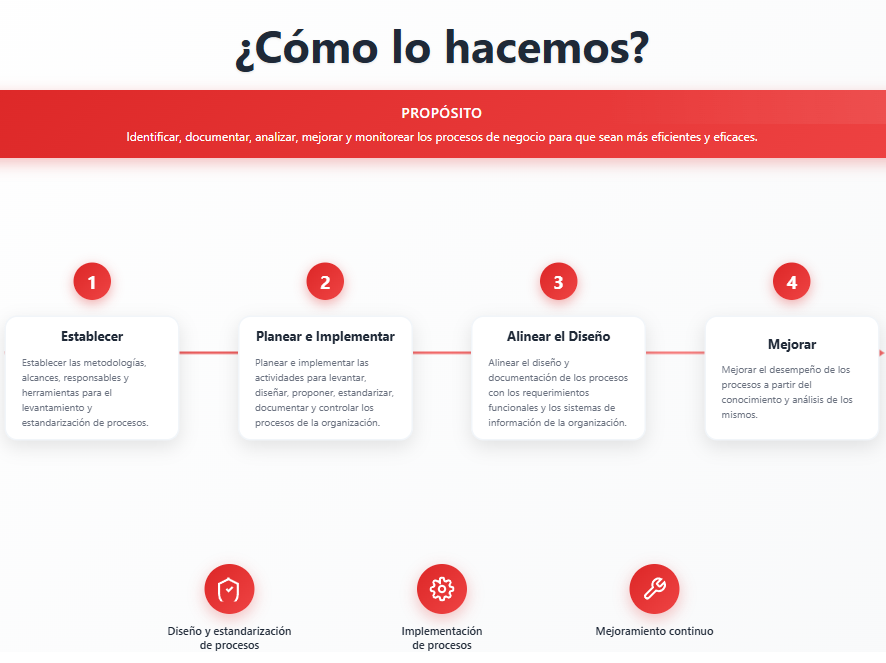 ¿Cómo lo hacemos?
PROPÓSITO
Identificar, documentar, analizar, mejorar y monitorear los procesos de negocio para que sean más eficientes y eficaces.
1
Establecer
Establecer las metodologías,
alcances, responsables y
herramientas para el
levantamiento y
estandarización de procesos.
2
Planear e Implementar
Planear e implementar las
actividades para levantar,
diseñar, proponer, estandarizar,
documentar y controlar los
procesos de la organización.
3
Alinear el Diseño
Alinear el diseño y
documentación de los procesos
con los requerimientos
funcionales y los sistemas de
información de la organización.
4
Mejorar
Mejorar el desempeño de los
procesos a partir del
conocimiento y análisis de los
mismos.
Diseño y estandarización
de procesos
Implementación
de procesos
Mejoramiento continuo